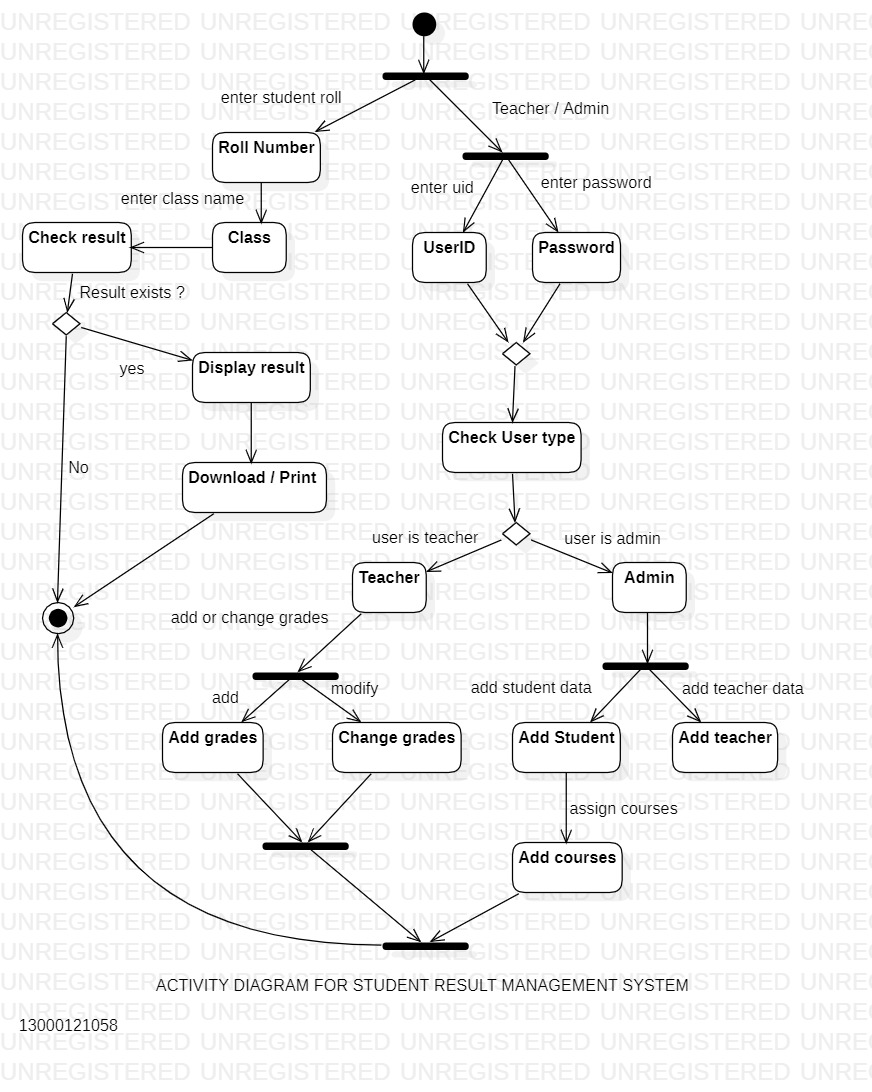 enter student roll
Teacher / Admin
Roll Number
enter uid
enter password
enter class name
Check result
Class
UserID
Password
Result exists ?
yes
Display result
Check User type
No
Download / Print
user is teacher
user is admin
Teacher
Admin
add or change grades
add
modify
add student data
add teacher data
Add grades
Change grades
Add Student
Add teacher
assign courses
Add courses
ACTIVITY DIAGRAM FOR STUDENT RESULT MANAGEMENT SYSTEM
13000121058
UNREGISTERED